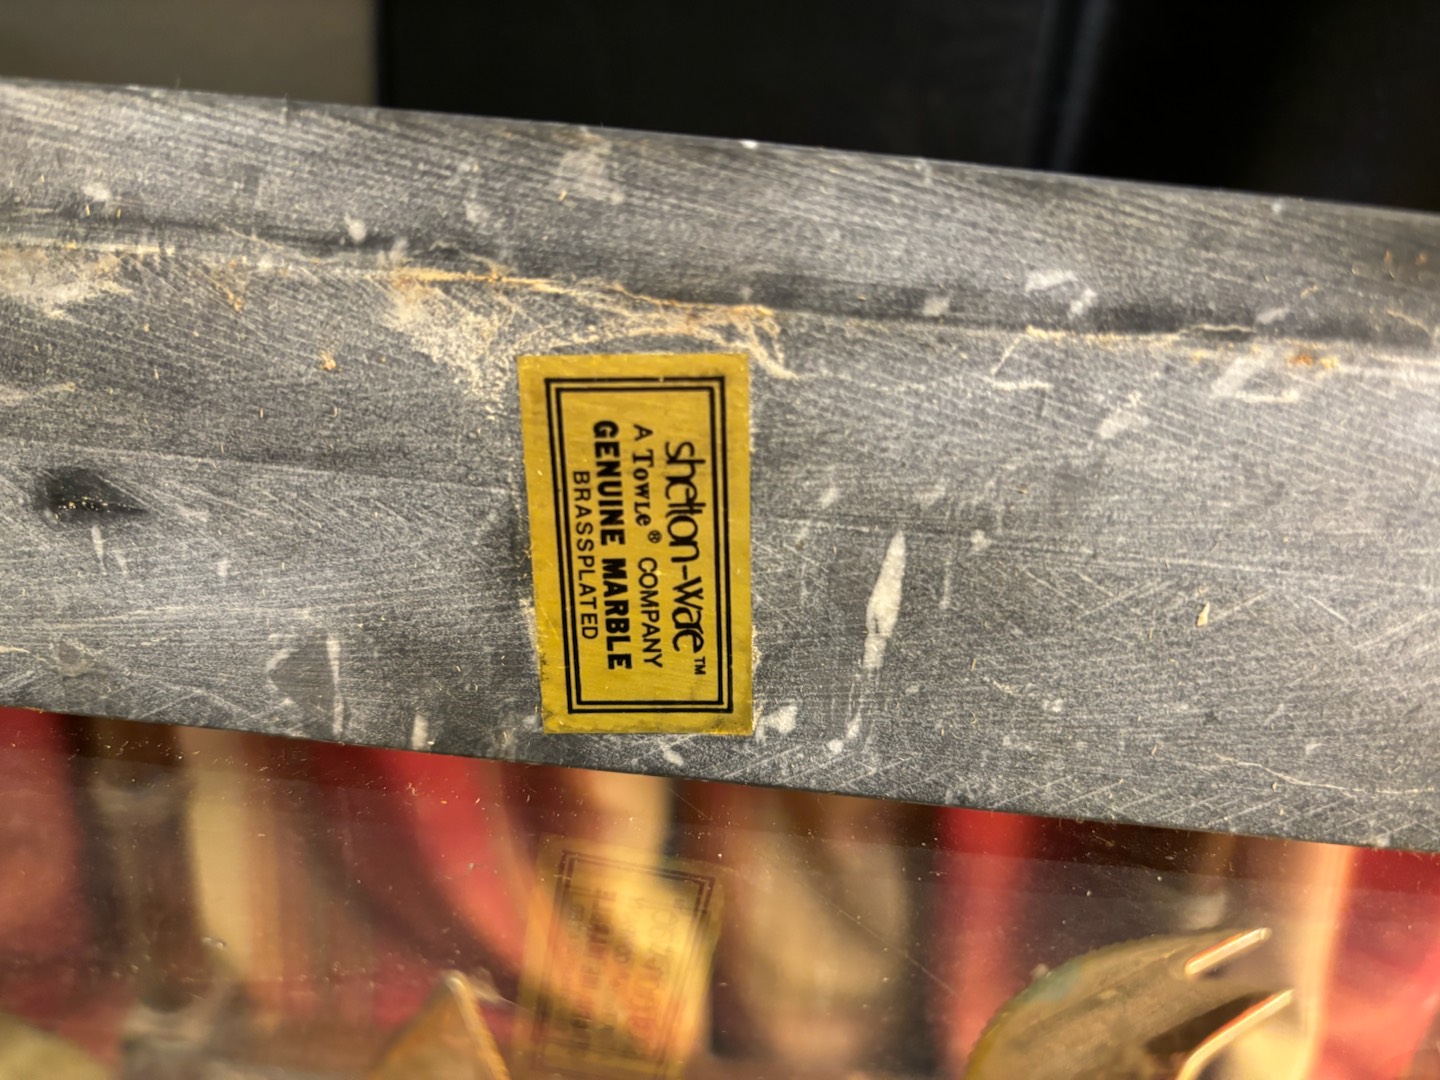 shelton-ware™
A TOWLE® COMPANY
GENUINE MARBLE
BRASSPLATED